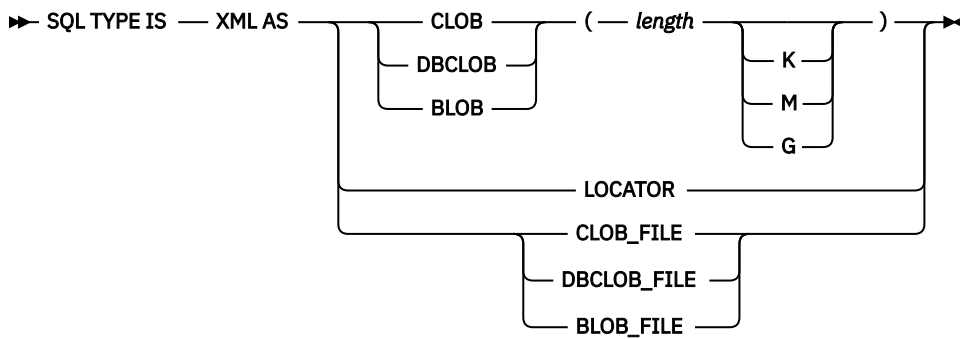 SQL TYPE IS XML AS CLOB ( length )
DBCLOB K
BLOB M
G
LOCATOR
CLOB_FILE
DBCLOB_FILE
BLOB_FILE